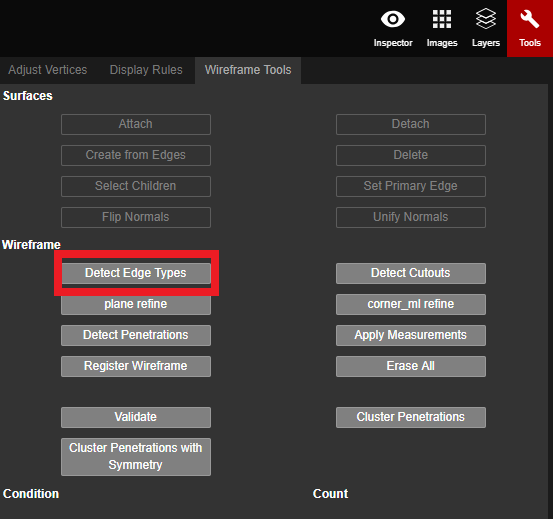 Inspector Images Layers Tools
Adjust Vertices Display Rules Wireframe Tools
Surfaces
Attach Detach
Create from Edges Delete
Select Children Set Primary Edge
Flip Normals Unify Normals
Wireframe
Detect Edge Types Detect Cutouts
plane refine corner_ml refine
Detect Penetrations Apply Measurements
Register Wireframe Erase All
Validate Cluster Penetrations
Cluster Penetrations with
Symmetry
Condition Count